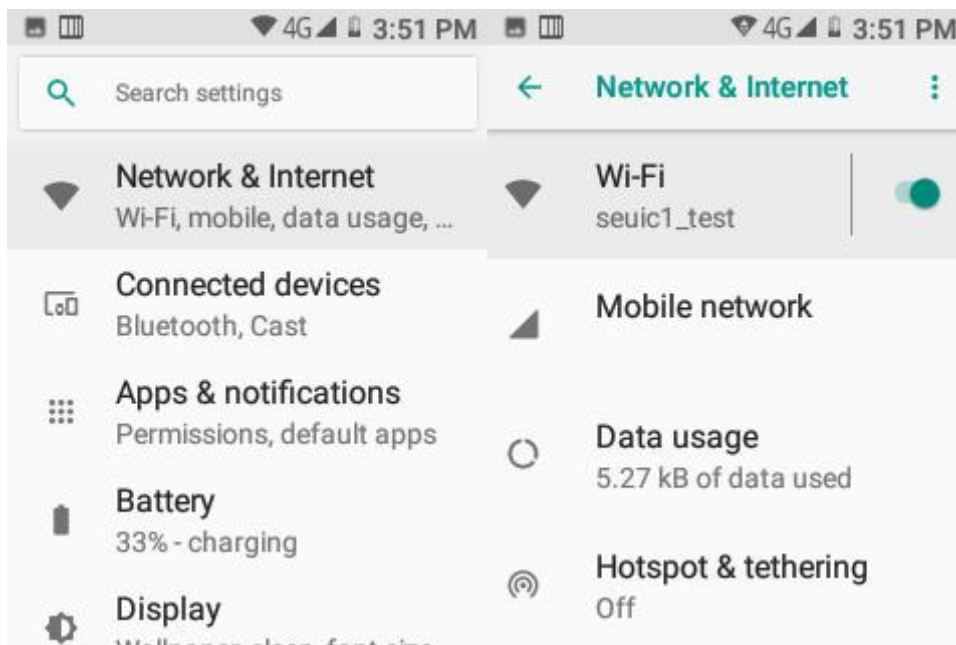 4G 3:51 PM
Search settings
Network & Internet
Wi-Fi, mobile, data usage, ...
Connected devices
Bluetooth, Cast
Apps & notifications
Permissions, default apps
Battery
33% - charging
Display
4G 3:51 PM
Network & Internet
Wi-Fi
seuic1_test
Mobile network
Data usage
5.27 kB of data used
Hotspot & tethering
Off